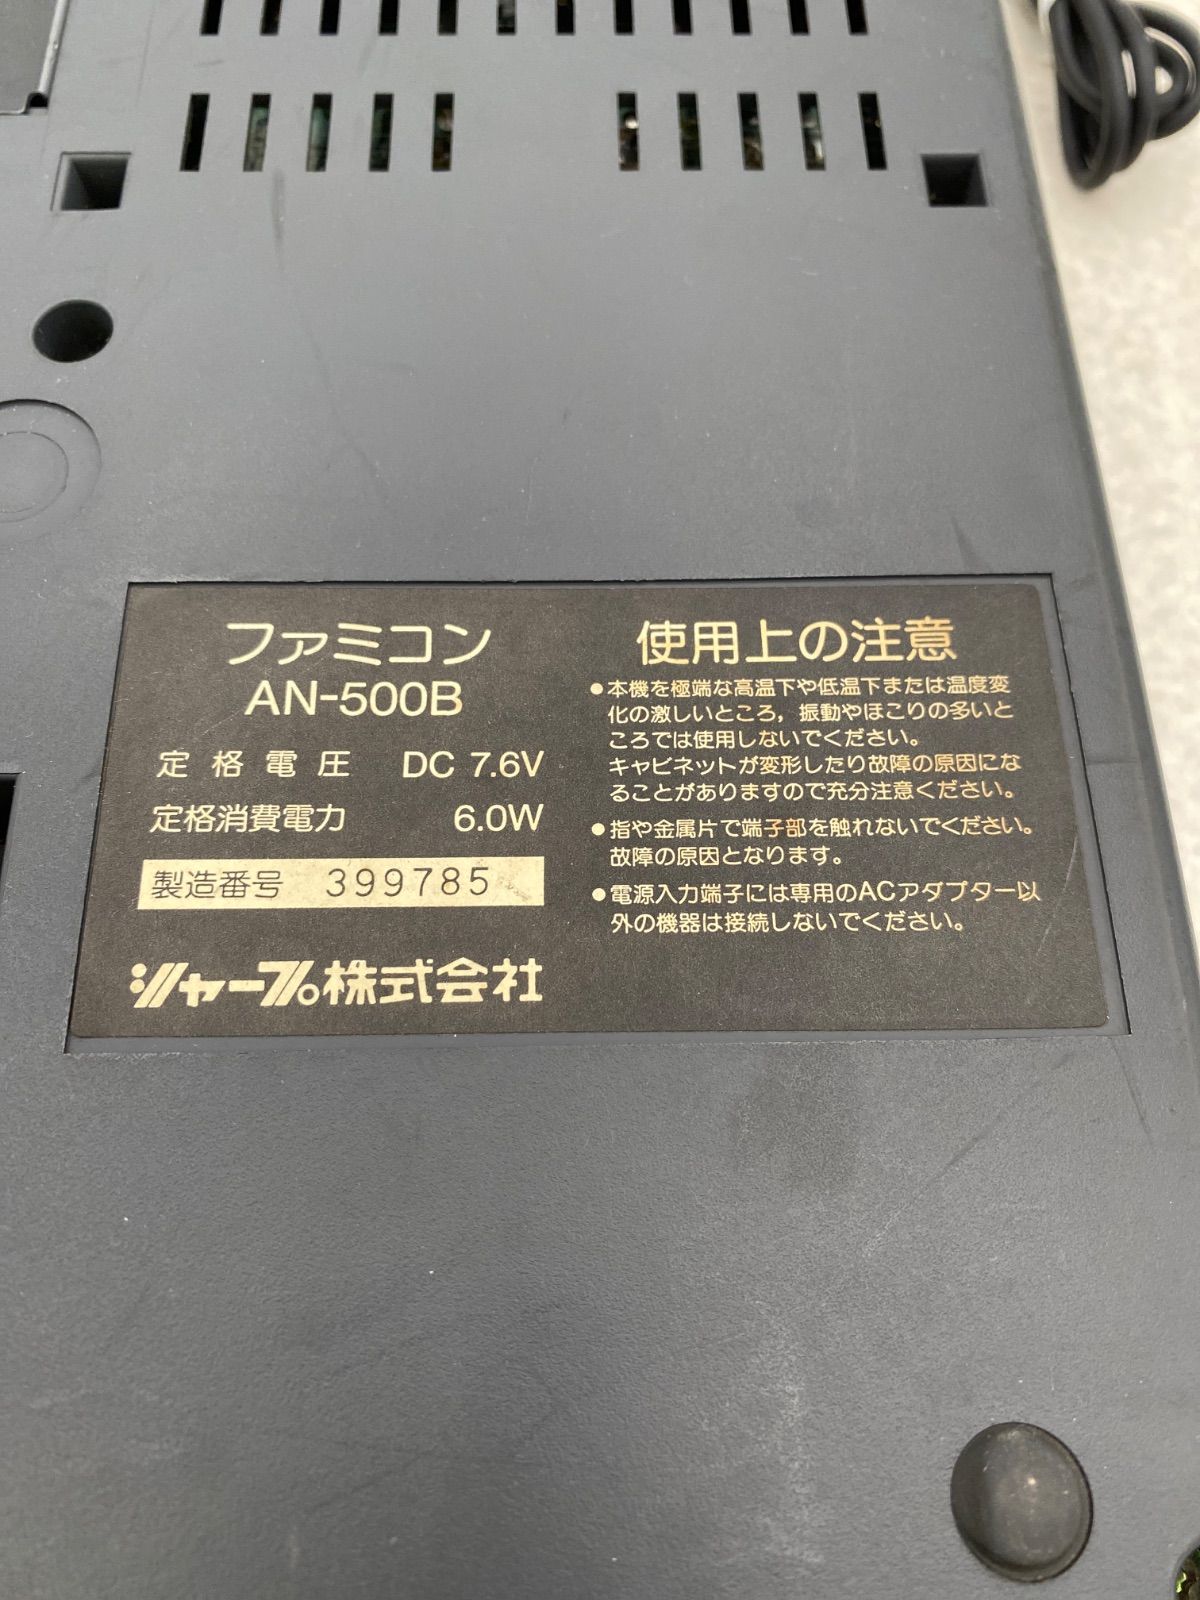 ファミコン
AN-500B
定格電圧 DC 7.6V
定格消費電力 6.0W
製造番号 399785
シャープ株式会社
使用上の注意
●本機を極端な高温下や低温下または温度変
化の激しいところ，振動やほこりの多いと
ころでは使用しないでください。
キャビネットが変形したり故障の原因にな
ることがありますので充分注意ください。
●指や金属片で端子部を触れないでください。
故障の原因となります。
●電源入力端子には専用のACアダプター以
外の機器は接続しないでください。